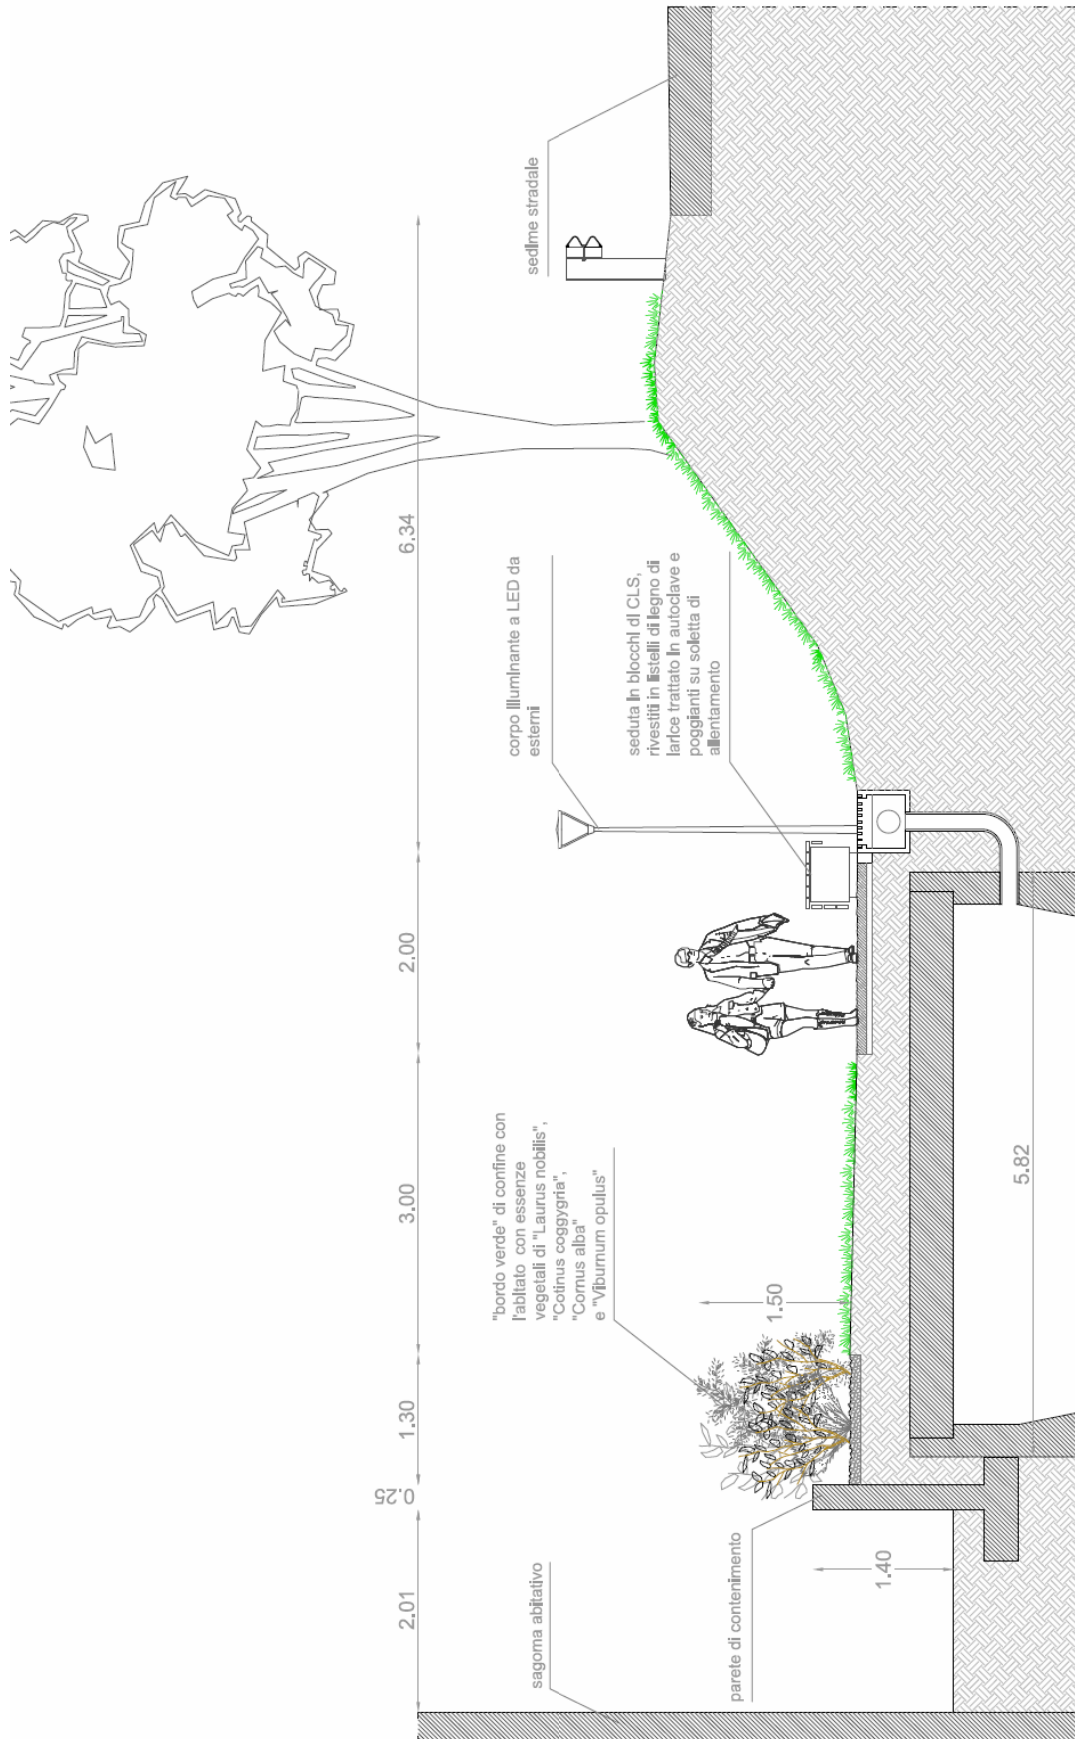 sagoma abitativo
parete di contenimento
"bordo verde" di confine con
l'abitato con essenze
vegetali di "Laurus nobilis",
"Cotinus coggygria",
"Cornus alba"
e "Viburnum opulus"
corpo illuminante a LED da
esterni
seduta in blocchi di CLS,
rivestiti in listelli di legno di
larice trattato in autoclave e
poggianti su soletta di
allentamento
sedime stradale
2.01
0.25
1.30
3.00
2.00
6.34
1.40
1.50
5.82